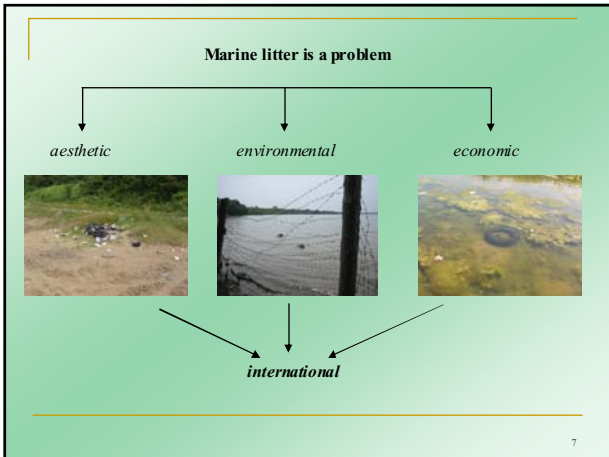 Marine litter is a problem
aesthetic environmental economic
international
7